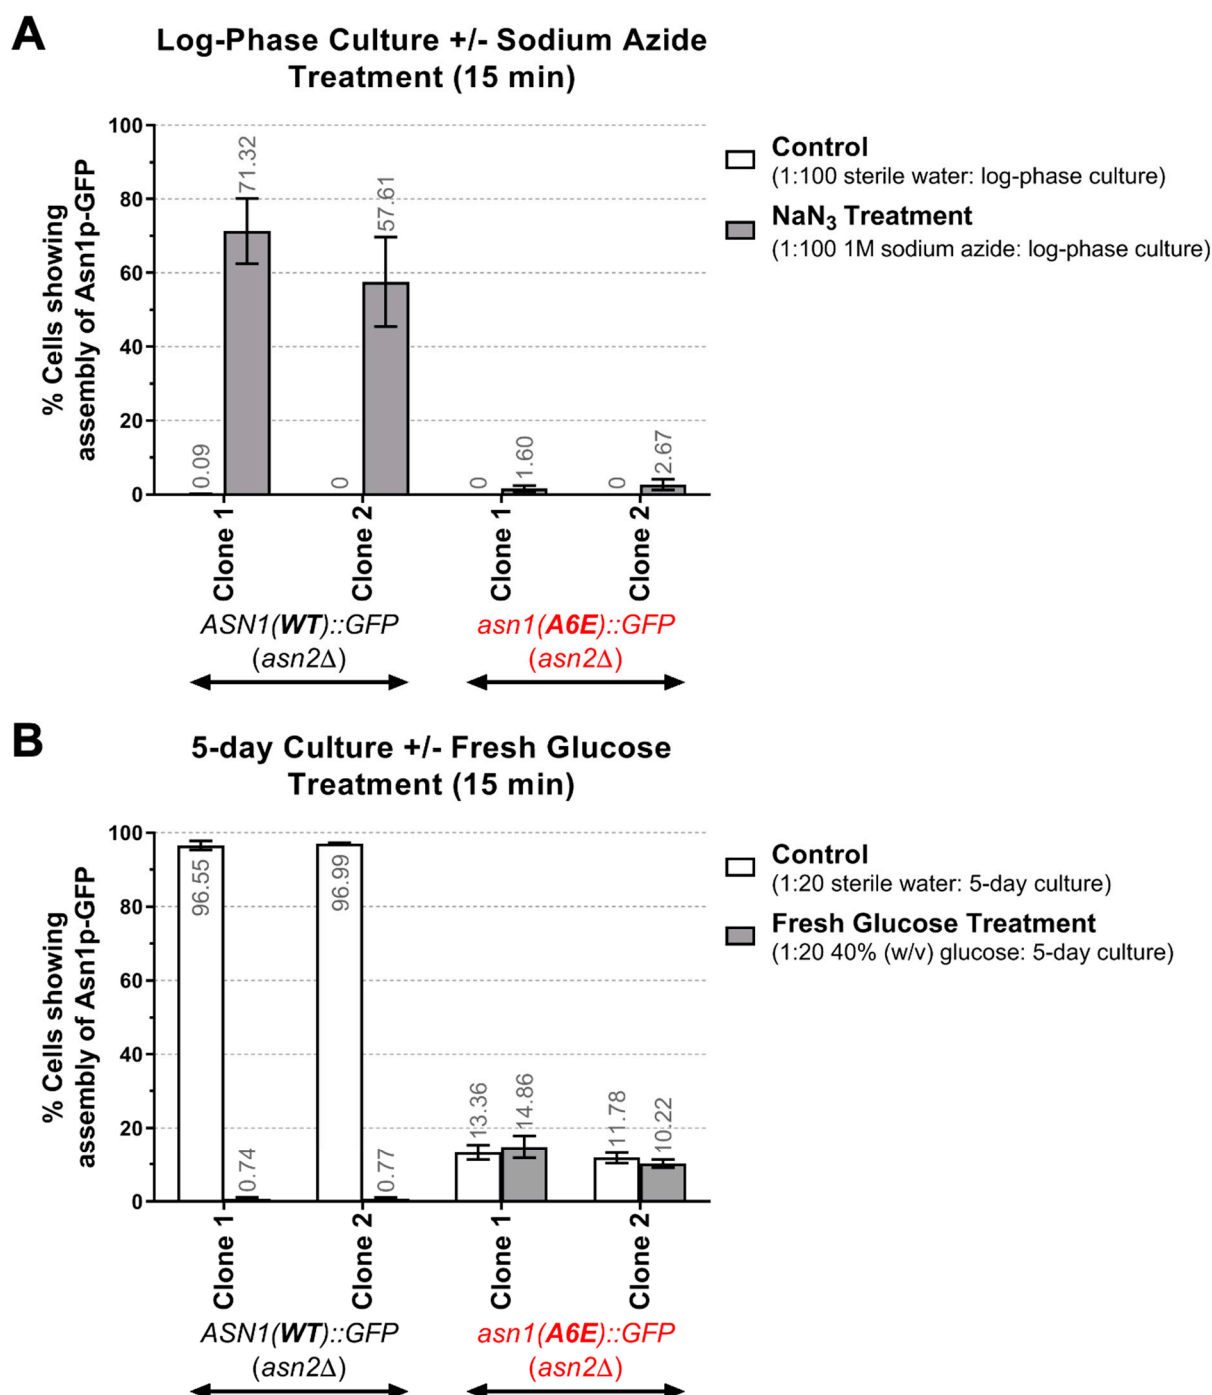 A
Log-Phase Culture +/- Sodium Azide
Treatment (15 min)
% Cells showing
assembly of Asn1p-GFP
100
80
60
40
20
0
0.09
71.32
0
57.61
0
1.60
0
2.67
Clone 1
Clone 2
Clone 1
Clone 2
ASN1(WT)::GFP
(asn2Δ)
asn1(A6E)::GFP
(asn2Δ)
Control
(1:100 sterile water: log-phase culture)
NaN₃ Treatment
(1:100 1M sodium azide: log-phase culture)
B
5-day Culture +/- Fresh Glucose
Treatment (15 min)
% Cells showing
assembly of Asn1p-GFP
100
80
60
40
20
0
96.55
0.74
96.99
0.77
13.36
14.86
11.78
10.22
Clone 1
Clone 2
Clone 1
Clone 2
ASN1(WT)::GFP
(asn2Δ)
asn1(A6E)::GFP
(asn2Δ)
Control
(1:20 sterile water: 5-day culture)
Fresh Glucose Treatment
(1:20 40% (w/v) glucose: 5-day culture)